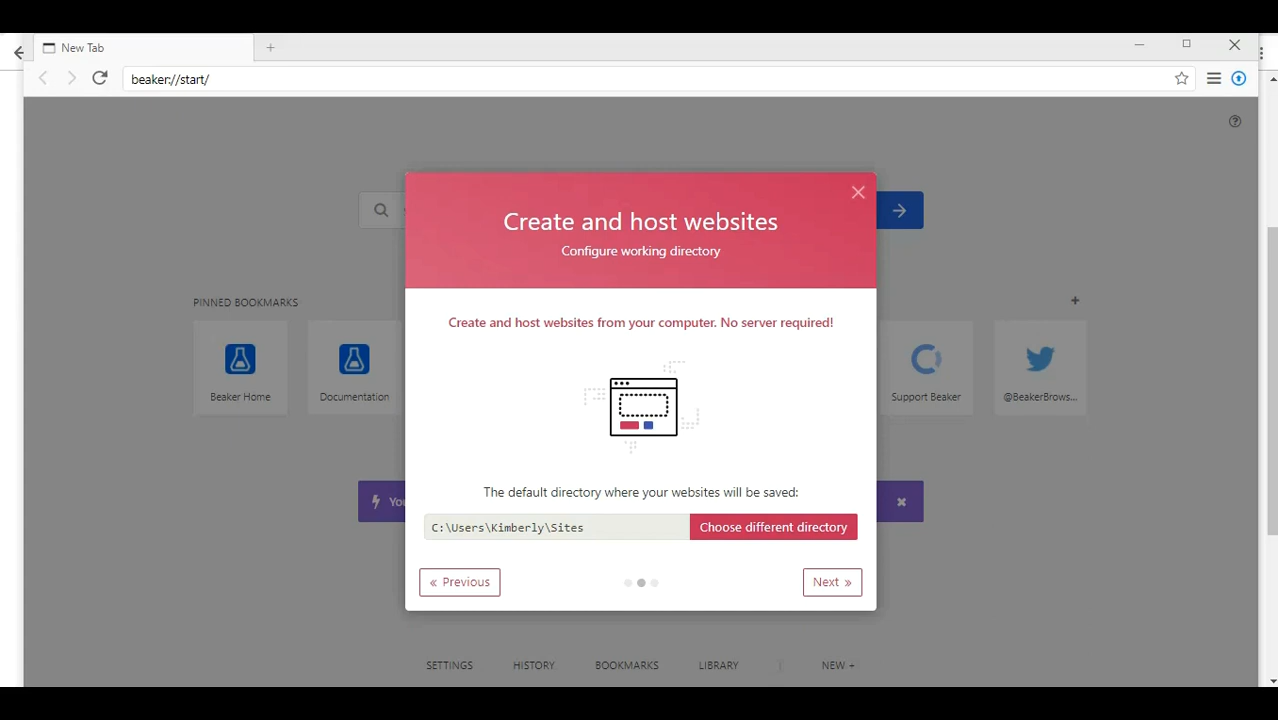 New Tab
beaker://start/
Create and host websites
Configure working directory
PINNED BOOKMARKS
Create and host websites from your computer. No server required!
Beaker Home
Documentation
Support Beaker
@BeakerBrows...
The default directory where your websites will be saved:
C:\Users\Kimberly\Sites
Choose different directory
« Previous
Next »
SETTINGS
HISTORY
BOOKMARKS
LIBRARY
NEW +